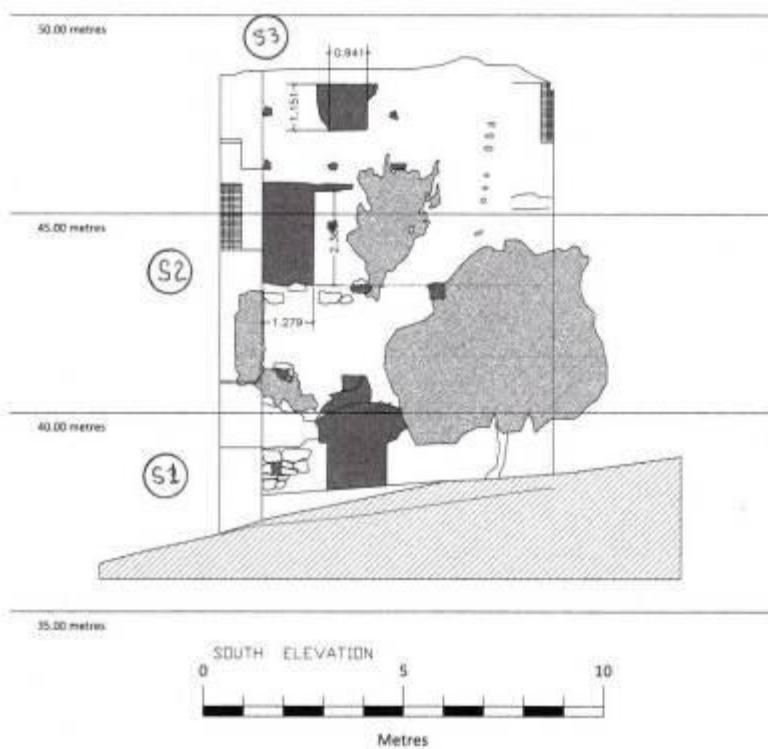 50.00 metres
S3
0.941
1.151
45.00 metres
S2
1.279
40.00 metres
S1
35.00 metres
SOUTH ELEVATION
0 5 10
Metres